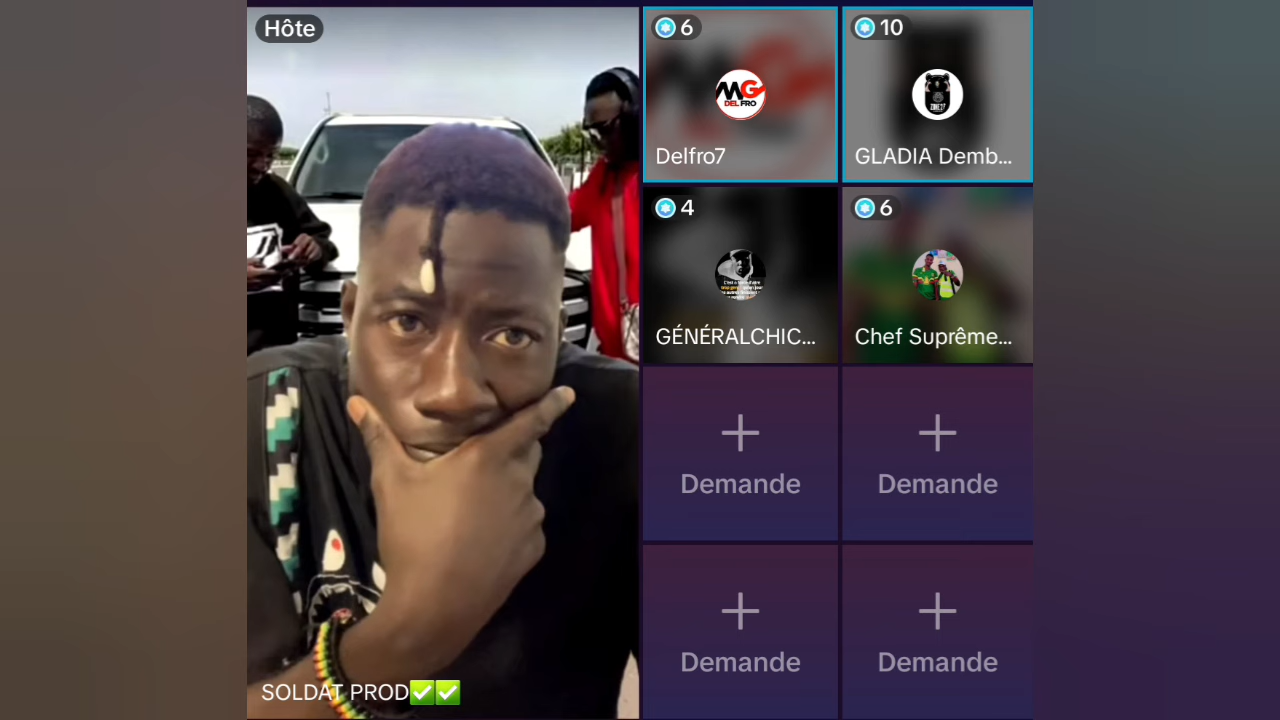 Hôte
SOLDAT PROD✅✅
6
MG
DEL FRO
Delfro7
10
GLADIA Demb...
4
GÉNÉRALCHIC...
6
Chef Suprême...
Demande
Demande
Demande
Demande